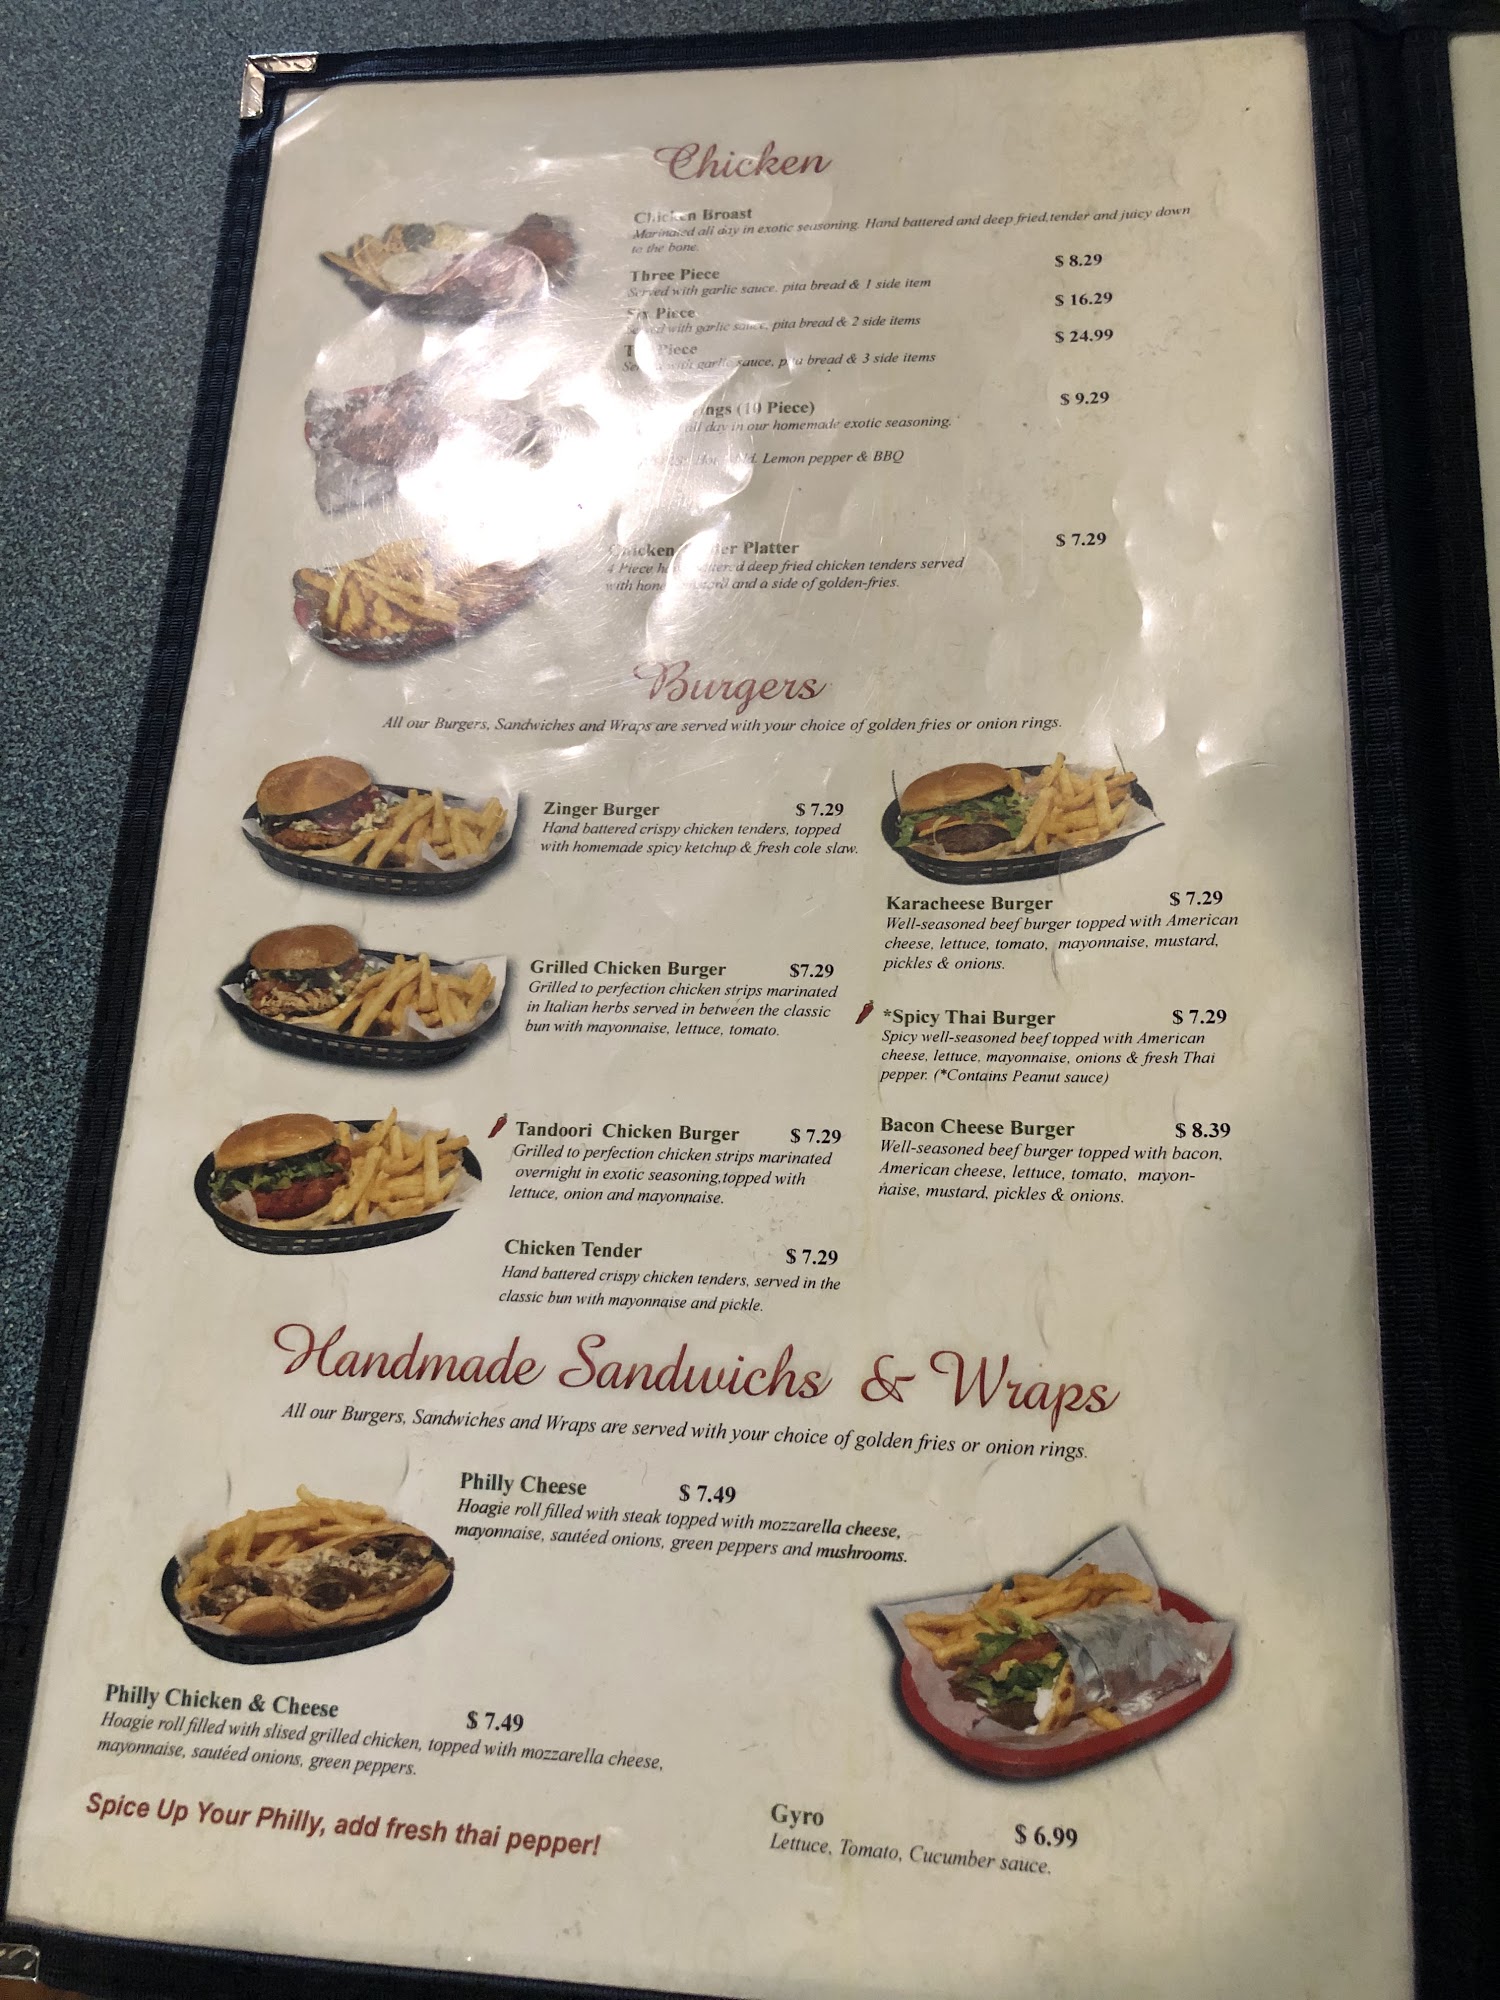 Chicken
Chicken Broast
Marinated all day in exotic seasoning. Hand battered and deep fried,tender and juicy down
to the bone.
Three Piece $ 8.29
Served with garlic sauce, pita bread & 1 side item
Six Piece $ 16.29
Served with garlic sauce, pita bread & 2 side items
Piece $ 24.99
with garlic sauce, pita bread & 3 side items
(10 Piece) $ 9.29
all day in our homemade exotic seasoning.
Lemon pepper & BBQ
Chicken Platter $ 7.29
4 Piece deep fried chicken tenders served
with and a side of golden-fries.
Burgers
All our Burgers, Sandwiches and Wraps are served with your choice of golden fries or onion rings.
Zinger Burger $ 7.29
Hand battered crispy chicken tenders, topped
with homemade spicy ketchup & fresh cole slaw.
Grilled Chicken Burger $7.29
Grilled to perfection chicken strips marinated
in Italian herbs served in between the classic
bun with mayonnaise, lettuce, tomato.
Tandoori Chicken Burger $ 7.29
Grilled to perfection chicken strips marinated
overnight in exotic seasoning,topped with
lettuce, onion and mayonnaise.
Chicken Tender $ 7.29
Hand battered crispy chicken tenders, served in the
classic bun with mayonnaise and pickle.
Karacheese Burger $ 7.29
Well-seasoned beef burger topped with American
cheese, lettuce, tomato, mayonnaise, mustard,
pickles & onions.
*Spicy Thai Burger $ 7.29
Spicy well-seasoned beef topped with American
cheese, lettuce, mayonnaise, onions & fresh Thai
pepper. (*Contains Peanut sauce)
Bacon Cheese Burger $ 8.39
Well-seasoned beef burger topped with bacon,
American cheese, lettuce, tomato, mayon-
naise, mustard, pickles & onions.
Handmade Sandwichs & Wraps
All our Burgers, Sandwiches and Wraps are served with your choice of golden fries or onion rings.
Philly Cheese $ 7.49
Hoagie roll filled with steak topped with mozzarella cheese,
mayonnaise, sautéed onions, green peppers and mushrooms.
Philly Chicken & Cheese $ 7.49
Hoagie roll filled with slised grilled chicken, topped with mozzarella cheese,
mayonnaise, sautéed onions, green peppers.
Spice Up Your Philly, add fresh thai pepper!
Gyro $ 6.99
Lettuce, Tomato, Cucumber sauce.